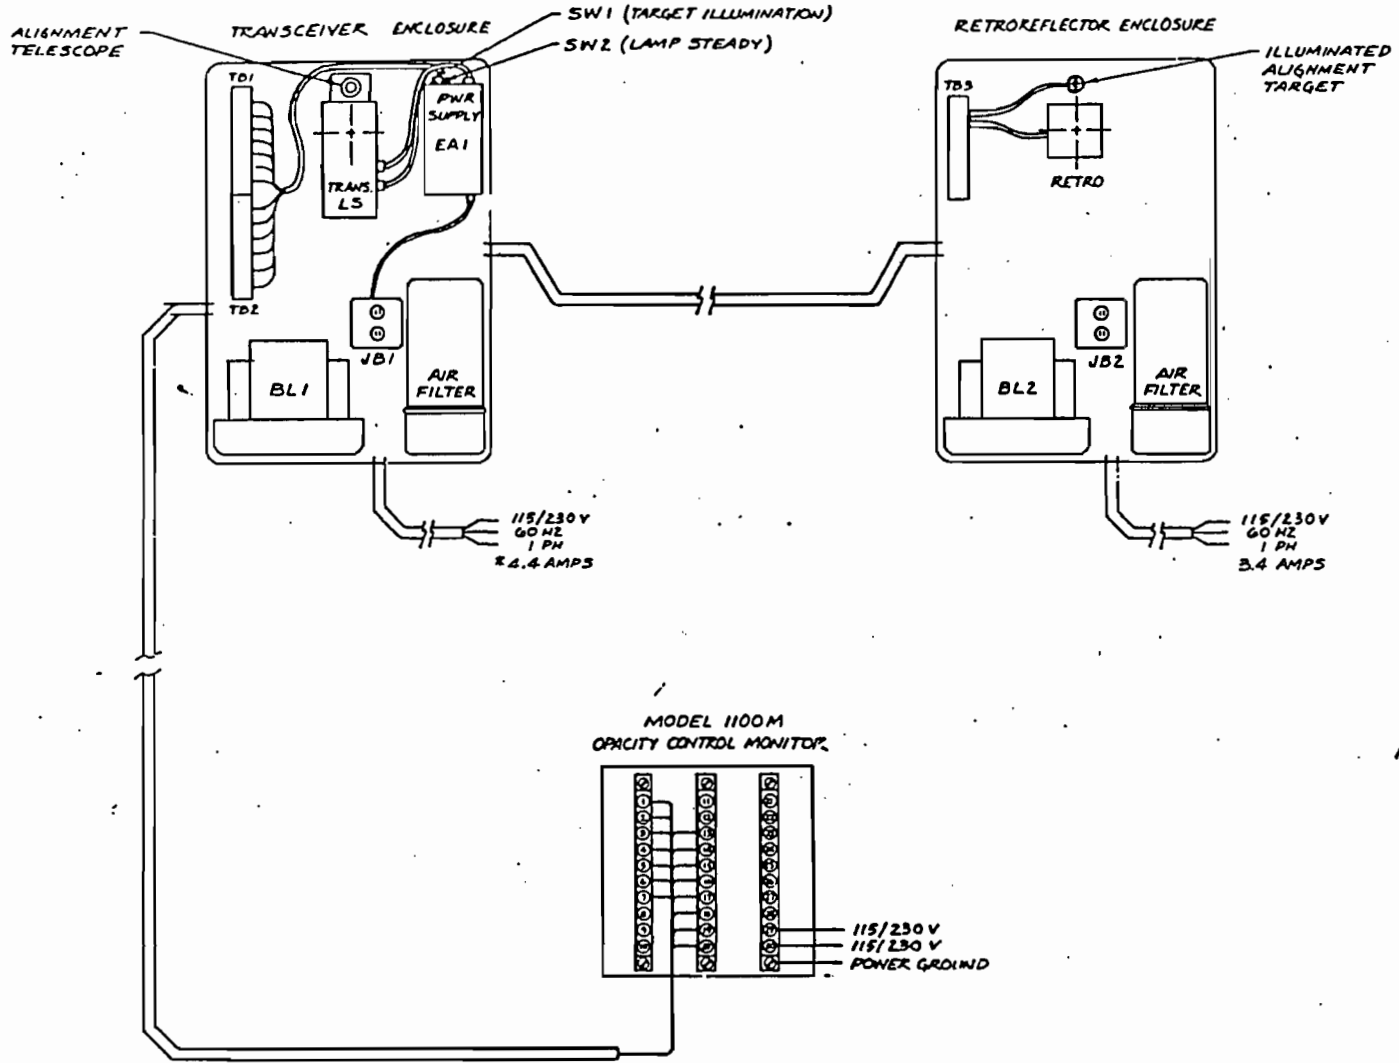 ALIGNMENT
TELESCOPE
TRANSCEIVER ENCLOSURE
SW1 (TARGET ILLUMINATION)
SW2 (LAMP STEADY)
RETROREFLECTOR ENCLOSURE
ILLUMINATED
ALIGNMENT
TARGET
TB1
PWR
SUPPLY
EA1
TRANS.
LS
TB2
JB1
BL1
AIR
FILTER
TB3
RETRO
JB2
BL2
AIR
FILTER
115/230V
60 HZ
1 PH
*4.4 AMPS
115/230V
60 HZ
1 PH
3.4 AMPS
MODEL 1100M
OPACITY CONTROL MONITOR
115/230 V
115/230 V
POWER GROUND